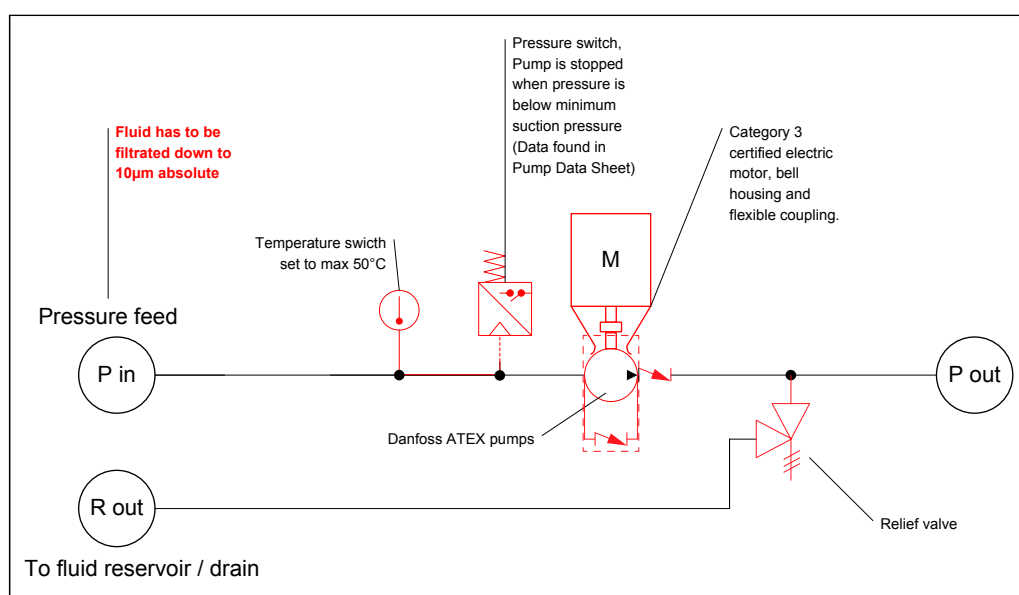 Pressure switch,
Pump is stopped
when pressure is
below minimum
suction pressure
(Data found in
Pump Data Sheet)
Fluid has to be
filtrated down to
10µm absolute
Category 3
certified electric
motor, bell
housing and
flexible coupling.
Temperature swicth
set to max 50°C
M
Pressure feed
P in
P out
Danfoss ATEX pumps
R out
Relief valve
To fluid reservoir / drain